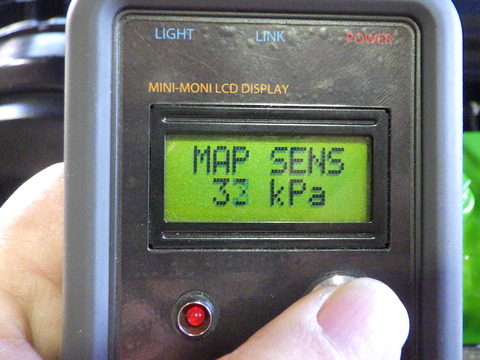 LIGHT LINK POWER
MINI-MONI LCD DISPLAY
MAP SENS
33 kPa